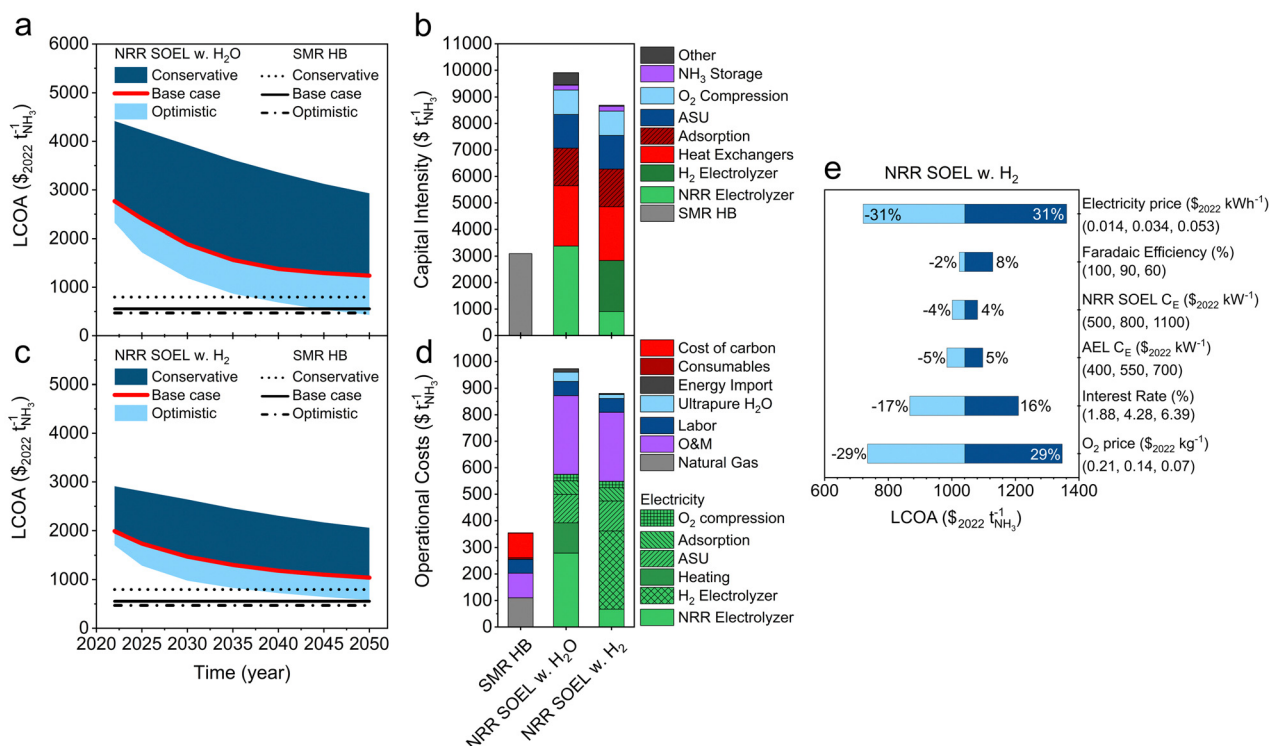 a
6000
5000
4000
3000
2000
1000
0
LCOA ($2022 t-1NH3)
NRR SOEL w. H2O
Conservative
Base case
Optimistic
SMR HB
Conservative
Base case
Optimistic
b
11000
10000
9000
8000
7000
6000
5000
4000
3000
2000
1000
0
Capital Intensity ($ t-1NH3)
Other
NH3 Storage
O2 Compression
ASU
Adsorption
Heat Exchangers
H2 Electrolyzer
NRR Electrolyzer
SMR HB
c
5000
4000
3000
2000
1000
0
LCOA ($2022 t-1NH3)
NRR SOEL w. H2
Conservative
Base case
Optimistic
SMR HB
Conservative
Base case
Optimistic
2020 2025 2030 2035 2040 2045 2050
Time (year)
d
1000
900
800
700
600
500
400
300
200
100
0
Operational Costs ($ t-1NH3)
SMR HB
NRR SOEL w. H2O
NRR SOEL w. H2
Cost of carbon
Consumables
Energy Import
Ultrapure H2O
Labor
O&M
Natural Gas
Electricity
O2 compression
Adsorption
ASU
Heating
H2 Electrolyzer
NRR Electrolyzer
e
NRR SOEL w. H2
-31% 31%
Electricity price ($2022 kWh-1)
(0.014, 0.034, 0.053)
-2% 8%
Faradaic Efficiency (%)
(100, 90, 60)
-4% 4%
NRR SOEL CE ($2022 kW-1)
(500, 800, 1100)
-5% 5%
AEL CE ($2022 kW-1)
(400, 550, 700)
-17% 16%
Interest Rate (%)
(1.88, 4.28, 6.39)
-29% 29%
O2 price ($2022 kg-1)
(0.21, 0.14, 0.07)
600 800 1000 1200 1400
LCOA ($2022 t-1NH3)